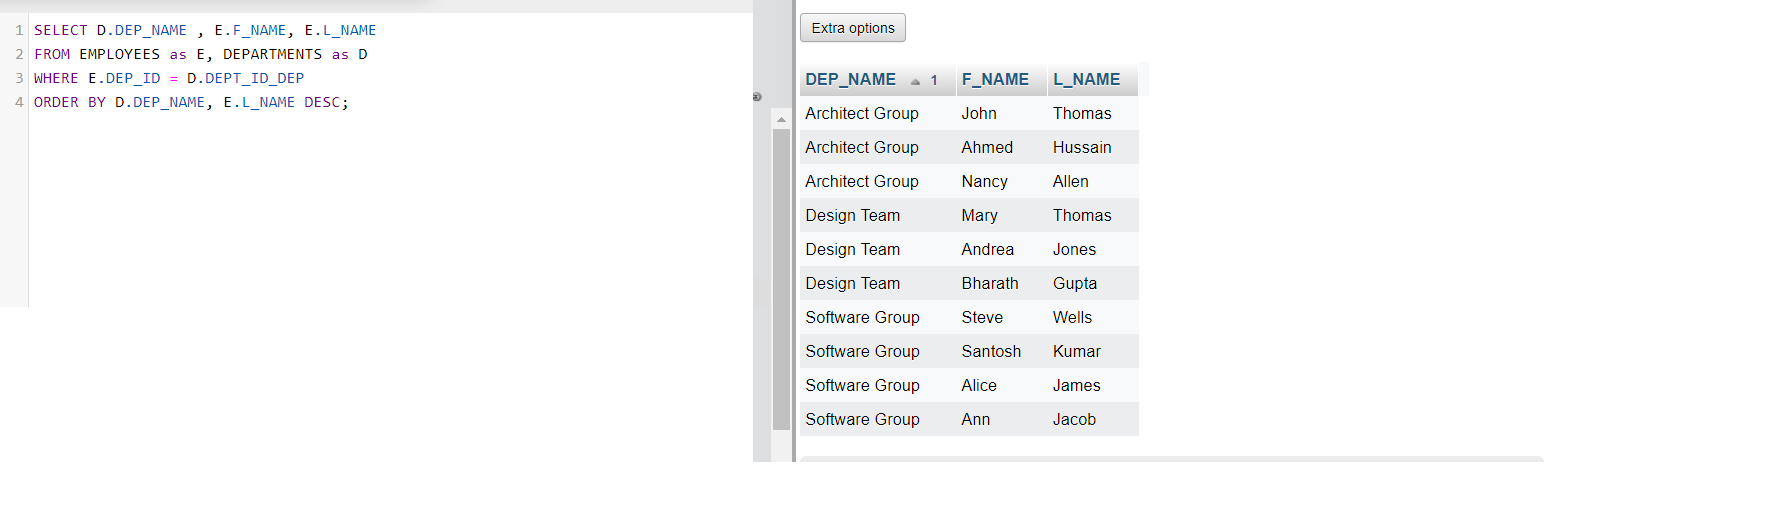 1 SELECT D.DEP_NAME , E.F_NAME, E.L_NAME
2 FROM EMPLOYEES as E, DEPARTMENTS as D
3 WHERE E.DEP_ID = D.DEPT_ID_DEP
4 ORDER BY D.DEP_NAME, E.L_NAME DESC;
Extra options
DEP_NAME 1 F_NAME L_NAME
Architect Group John Thomas
Architect Group Ahmed Hussain
Architect Group Nancy Allen
Design Team Mary Thomas
Design Team Andrea Jones
Design Team Bharath Gupta
Software Group Steve Wells
Software Group Santosh Kumar
Software Group Alice James
Software Group Ann Jacob